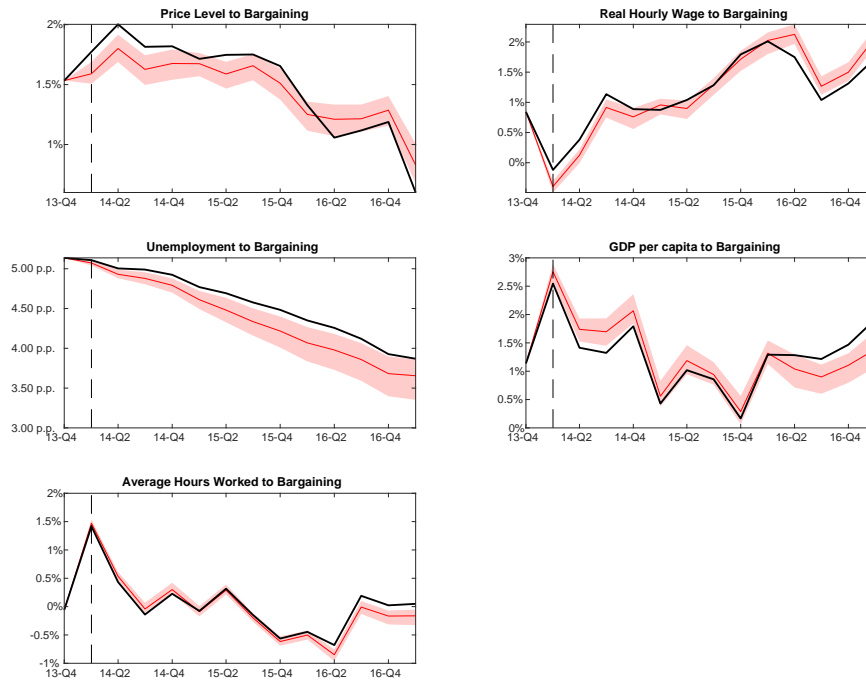 Price Level to Bargaining
2%
1.5%
1%
13-Q4 14-Q2 14-Q4 15-Q2 15-Q4 16-Q2 16-Q4
Real Hourly Wage to Bargaining
2%
1.5%
1%
0.5%
0%
13-Q4 14-Q2 14-Q4 15-Q2 15-Q4 16-Q2 16-Q4
Unemployment to Bargaining
5.00 p.p.
4.50 p.p.
4.00 p.p.
3.50 p.p.
3.00 p.p.
13-Q4 14-Q2 14-Q4 15-Q2 15-Q4 16-Q2 16-Q4
GDP per capita to Bargaining
3%
2.5%
2%
1.5%
1%
0.5%
0%
13-Q4 14-Q2 14-Q4 15-Q2 15-Q4 16-Q2 16-Q4
Average Hours Worked to Bargaining
2%
1.5%
1%
0.5%
0%
-0.5%
-1%
13-Q4 14-Q2 14-Q4 15-Q2 15-Q4 16-Q2 16-Q4